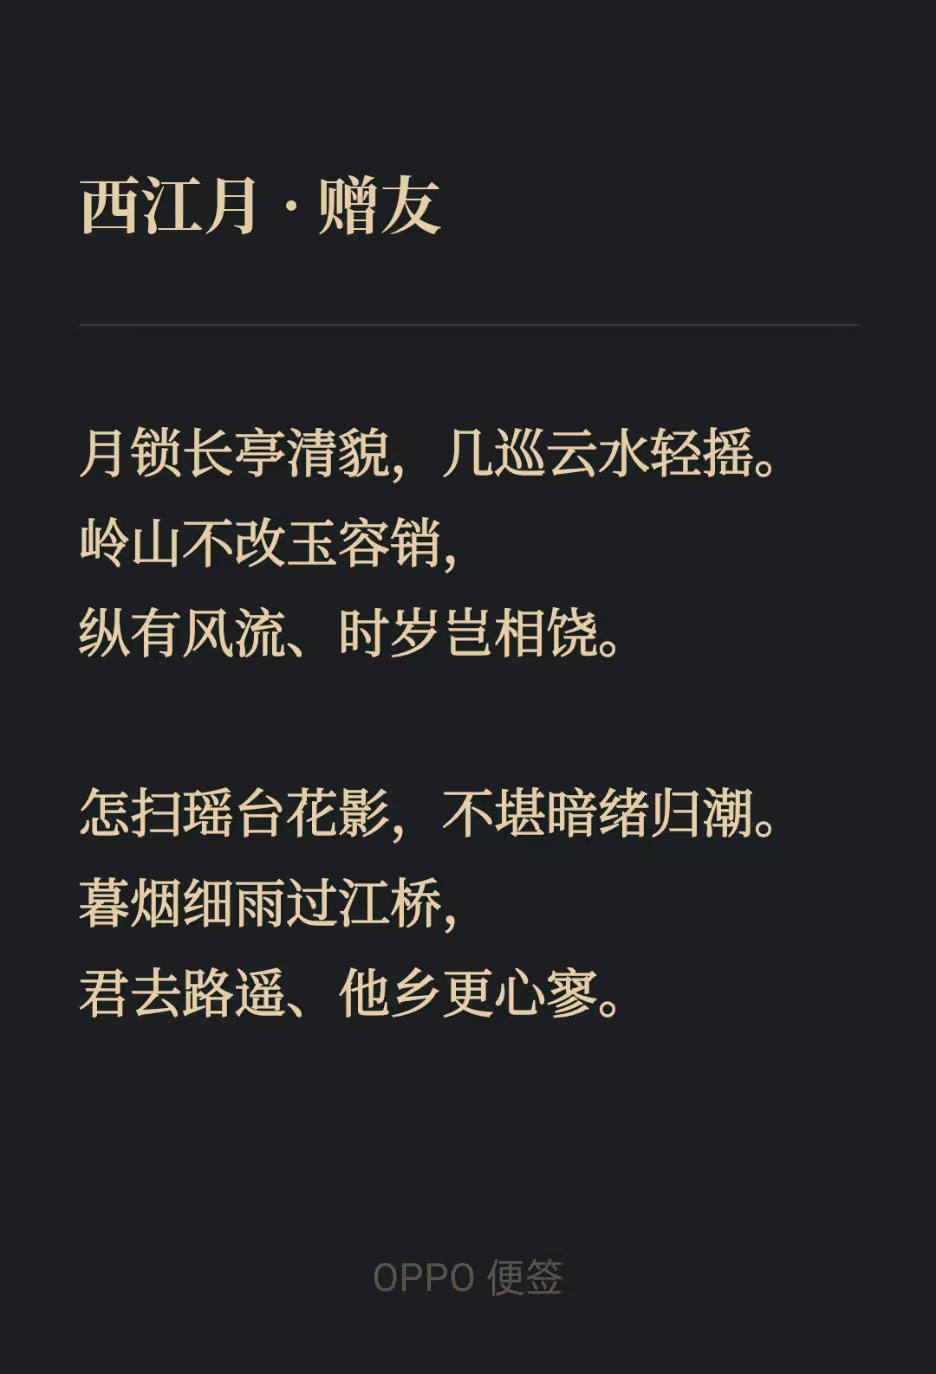 西江月·赠友
月锁长亭清貌，几巡云水轻摇。
岭山不改玉容销，
纵有风流、时岁岂相饶。
怎扫瑶台花影，不堪暗绪归潮。
暮烟细雨过江桥，
君去路遥、他乡更心寥。
OPPO 便签